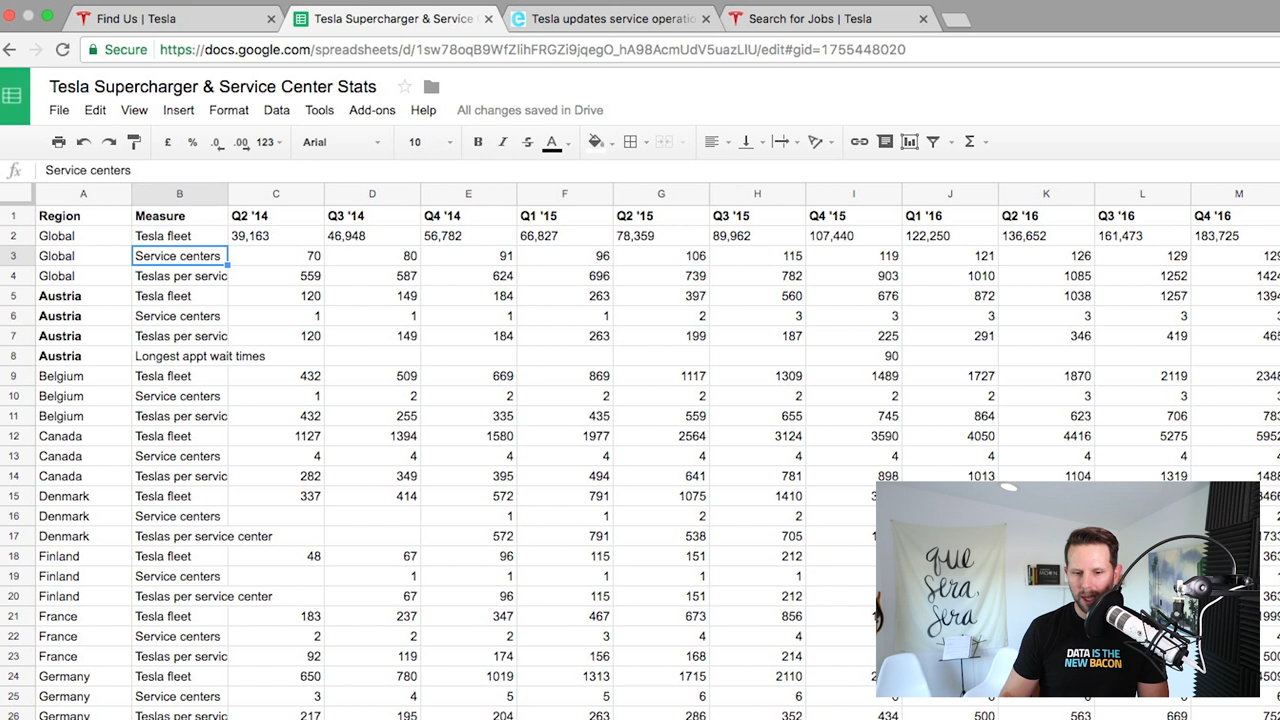 Find Us | Tesla × Tesla Supercharger & Service × Tesla updates service operatio × Search for Jobs | Tesla ×
Secure https://docs.google.com/spreadsheets/d/1sw78oqB9WfZlihFRGZi9jqegO_hA98AcmUdV5uazLIU/edit#gid=1755448020
Tesla Supercharger & Service Center Stats
File Edit View Insert Format Data Tools Add-ons Help All changes saved in Drive
£ % .0 .00 123 Arial 10 B I S A Σ
fx Service centers
A B C D E F G H I J K L M
1 Region Measure Q2 '14 Q3 '14 Q4 '14 Q1 '15 Q2 '15 Q3 '15 Q4 '15 Q1 '16 Q2 '16 Q3 '16 Q4 '16
2 Global Tesla fleet 39,163 46,948 56,782 66,827 78,359 89,962 107,440 122,250 136,652 161,473 183,725
3 Global Service centers 70 80 91 96 106 115 119 121 126 129 129
4 Global Teslas per servic 559 587 624 696 739 782 903 1010 1085 1252 1424
5 Austria Tesla fleet 120 149 184 263 397 560 676 872 1038 1257 1394
6 Austria Service centers 1 1 1 1 2 3 3 3 3 3 3
7 Austria Teslas per servic 120 149 184 263 199 187 225 291 346 419 465
8 Austria Longest appt wait times 90
9 Belgium Tesla fleet 432 509 669 869 1117 1309 1489 1727 1870 2119 2348
10 Belgium Service centers 1 2 2 2 2 2 2 2 3 3 3
11 Belgium Teslas per servic 432 255 335 435 559 655 745 864 623 706 783
12 Canada Tesla fleet 1127 1394 1580 1977 2564 3124 3590 4050 4416 5275 5952
13 Canada Service centers 4 4 4 4 4 4 4 4 4 4 4
14 Canada Teslas per servic 282 349 395 494 641 781 898 1013 1104 1319 1488
15 Denmark Tesla fleet 337 414 572 791 1075 1410
16 Denmark Service centers 1 1 2 2
17 Denmark Teslas per service center 572 791 538 705 1733
18 Finland Tesla fleet 48 67 96 115 151 212
19 Finland Service centers 1 1 1 1 1
20 Finland Teslas per service center 67 96 115 151 212
21 France Tesla fleet 183 237 347 467 673 856
22 France Service centers 2 2 2 3 4 4
23 France Teslas per servic 92 119 174 156 168 214
24 Germany Tesla fleet 650 780 1019 1313 1715 2110
25 Germany Service centers 3 4 5 5 6 6
26 Germany Teslas per servic 217 195 204 263 286 352 434 500 563 669 752
que
sera,
sera
DATA IS THE
NEW BACON